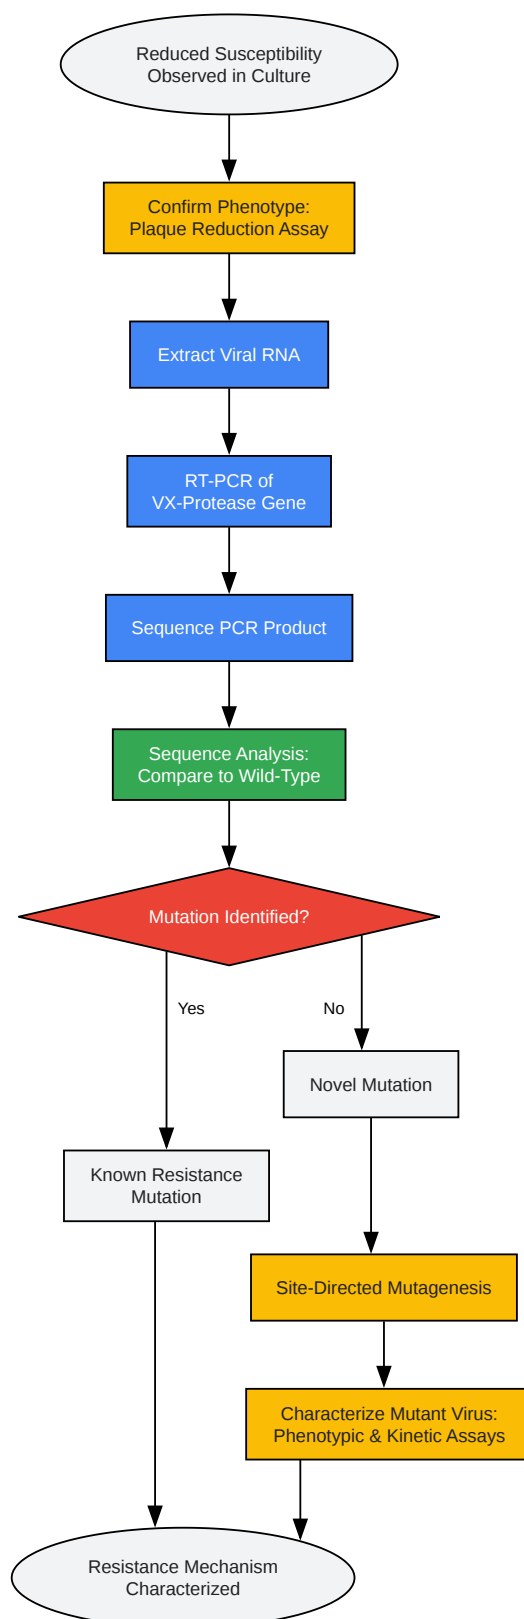 Reduced Susceptibility
Observed in Culture
Confirm Phenotype:
Plaque Reduction Assay
Extract Viral RNA
RT-PCR of
VX-Protease Gene
Sequence PCR Product
Sequence Analysis:
Compare to Wild-Type
Mutation Identified?
Yes
No
Novel Mutation
Known Resistance
Mutation
Site-Directed Mutagenesis
Characterize Mutant Virus:
Phenotypic & Kinetic Assays
Resistance Mechanism
Characterized